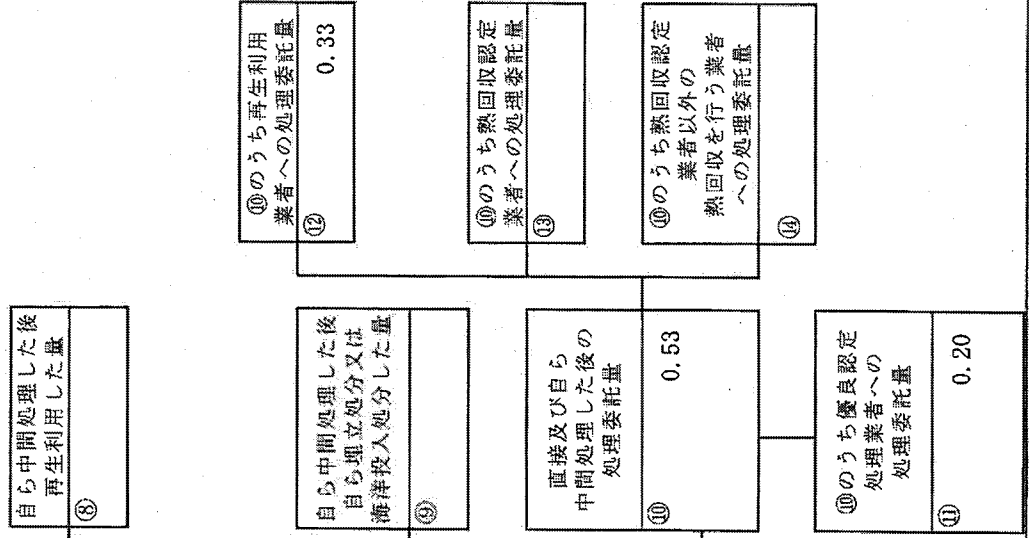 自ら中間処理した後
再生利用した量
⑧
自ら中間処理した後
自ら埋立処分又は
海洋投入処分した量
⑨
直接及び自ら
中間処理した後の
処理委託量
⑩
0.53
⑩のうち優良認定
処理業者への
処理委託量
⑪
0.20
⑩のうち再生利用
業者への処理委託量
⑫
0.33
⑩のうち熱回収認定
業者への処理委託量
⑬
⑩のうち熱回収認定
業者以外の
熱回収を行う業者
への処理委託量
⑭